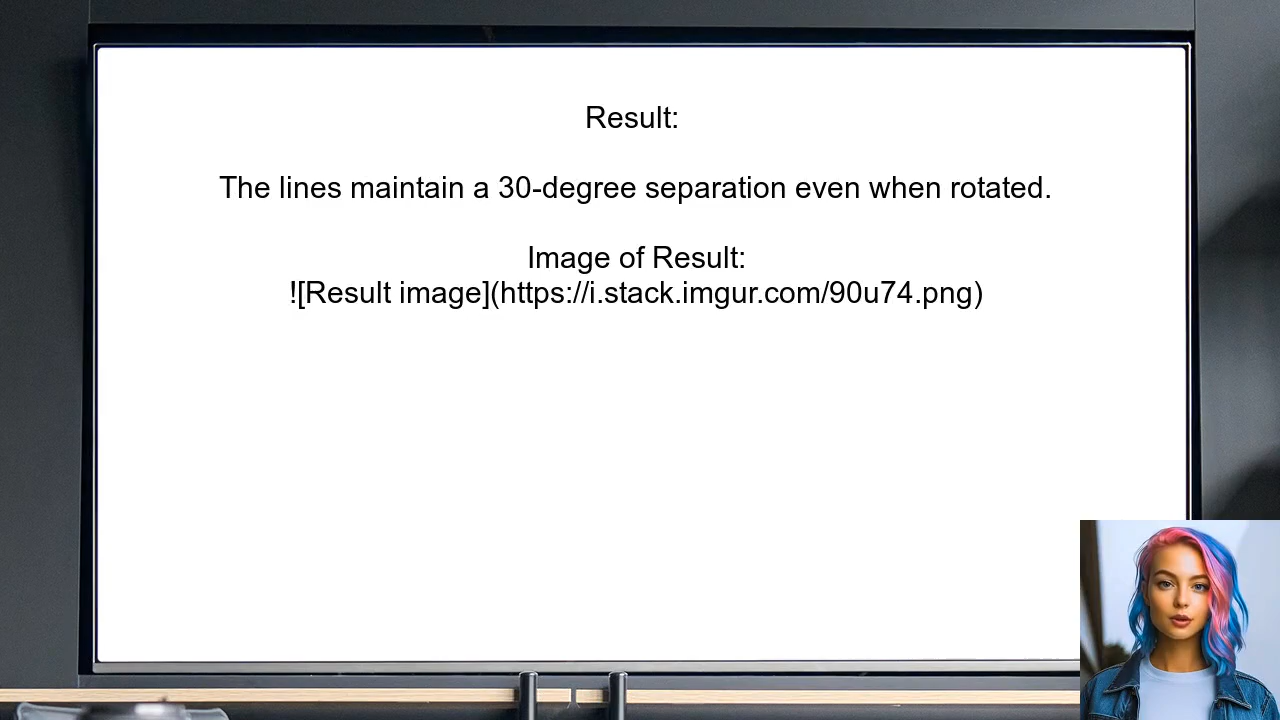 Result:
The lines maintain a 30-degree separation even when rotated.
Image of Result:
![Result image](https://i.stack.imgur.com/90u74.png)